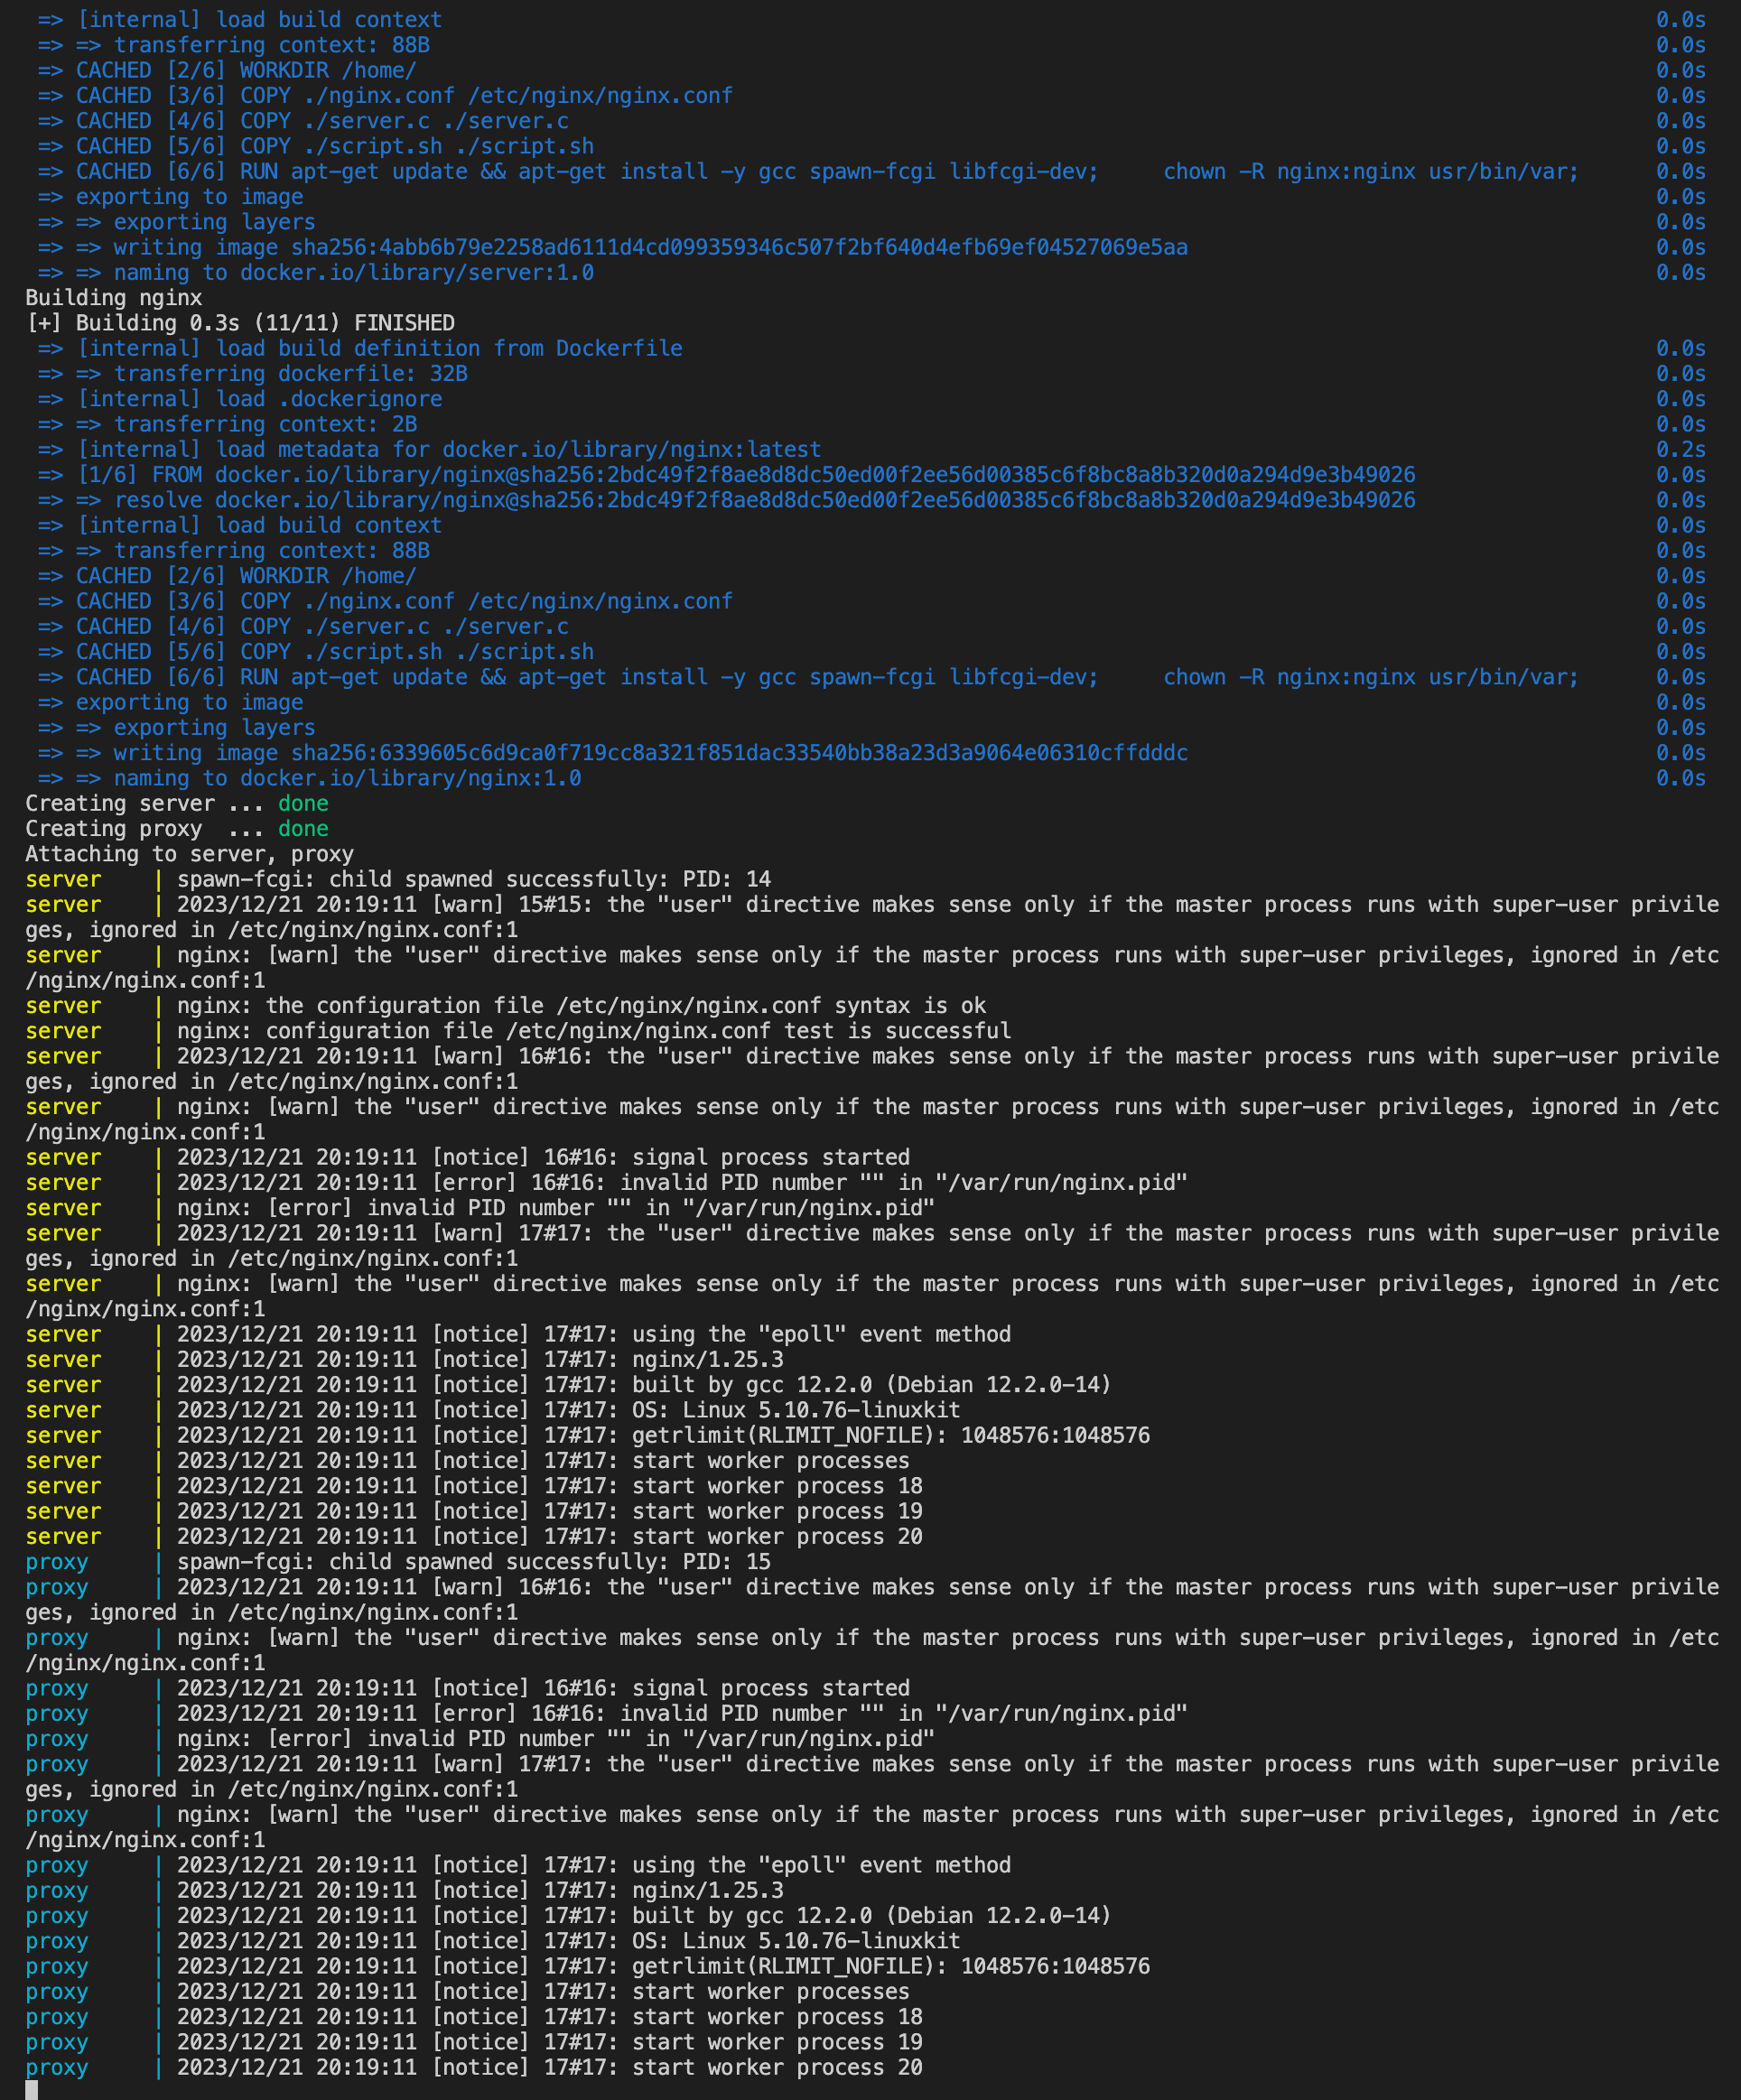 => [internal] load build context 0.0s
=> => transferring context: 88B 0.0s
=> CACHED [2/6] WORKDIR /home/ 0.0s
=> CACHED [3/6] COPY ./nginx.conf /etc/nginx/nginx.conf 0.0s
=> CACHED [4/6] COPY ./server.c ./server.c 0.0s
=> CACHED [5/6] COPY ./script.sh ./script.sh 0.0s
=> CACHED [6/6] RUN apt-get update && apt-get install -y gcc spawn-fcgi libfcgi-dev;     chown -R nginx:nginx usr/bin/var; 0.0s
=> exporting to image 0.0s
=> => exporting layers 0.0s
=> => writing image sha256:4abb6b79e2258ad6111d4cd099359346c507f2bf640d4efb69ef04527069e5aa 0.0s
=> => naming to docker.io/library/server:1.0 0.0s
Building nginx
[+] Building 0.3s (11/11) FINISHED
=> [internal] load build definition from Dockerfile 0.0s
=> => transferring dockerfile: 32B 0.0s
=> [internal] load .dockerignore 0.0s
=> => transferring context: 2B 0.0s
=> [internal] load metadata for docker.io/library/nginx:latest 0.2s
=> [1/6] FROM docker.io/library/nginx@sha256:2bdc49f2f8ae8d8dc50ed00f2ee56d00385c6f8bc8a8b320d0a294d9e3b49026 0.0s
=> => resolve docker.io/library/nginx@sha256:2bdc49f2f8ae8d8dc50ed00f2ee56d00385c6f8bc8a8b320d0a294d9e3b49026 0.0s
=> [internal] load build context 0.0s
=> => transferring context: 88B 0.0s
=> CACHED [2/6] WORKDIR /home/ 0.0s
=> CACHED [3/6] COPY ./nginx.conf /etc/nginx/nginx.conf 0.0s
=> CACHED [4/6] COPY ./server.c ./server.c 0.0s
=> CACHED [5/6] COPY ./script.sh ./script.sh 0.0s
=> CACHED [6/6] RUN apt-get update && apt-get install -y gcc spawn-fcgi libfcgi-dev;     chown -R nginx:nginx usr/bin/var; 0.0s
=> exporting to image 0.0s
=> => exporting layers 0.0s
=> => writing image sha256:6339605c6d9ca0f719cc8a321f851dac33540bb38a23d3a9064e06310cffdddc 0.0s
=> => naming to docker.io/library/nginx:1.0 0.0s
Creating server ... done
Creating proxy  ... done
Attaching to server, proxy
server    | spawn-fcgi: child spawned successfully: PID: 14
server    | 2023/12/21 20:19:11 [warn] 15#15: the "user" directive makes sense only if the master process runs with super-user privile
ges, ignored in /etc/nginx/nginx.conf:1
server    | nginx: [warn] the "user" directive makes sense only if the master process runs with super-user privileges, ignored in /etc
/nginx/nginx.conf:1
server    | nginx: the configuration file /etc/nginx/nginx.conf syntax is ok
server    | nginx: configuration file /etc/nginx/nginx.conf test is successful
server    | 2023/12/21 20:19:11 [warn] 16#16: the "user" directive makes sense only if the master process runs with super-user privile
ges, ignored in /etc/nginx/nginx.conf:1
server    | nginx: [warn] the "user" directive makes sense only if the master process runs with super-user privileges, ignored in /etc
/nginx/nginx.conf:1
server    | 2023/12/21 20:19:11 [notice] 16#16: signal process started
server    | 2023/12/21 20:19:11 [error] 16#16: invalid PID number "" in "/var/run/nginx.pid"
server    | nginx: [error] invalid PID number "" in "/var/run/nginx.pid"
server    | 2023/12/21 20:19:11 [warn] 17#17: the "user" directive makes sense only if the master process runs with super-user privile
ges, ignored in /etc/nginx/nginx.conf:1
server    | nginx: [warn] the "user" directive makes sense only if the master process runs with super-user privileges, ignored in /etc
/nginx/nginx.conf:1
server    | 2023/12/21 20:19:11 [notice] 17#17: using the "epoll" event method
server    | 2023/12/21 20:19:11 [notice] 17#17: nginx/1.25.3
server    | 2023/12/21 20:19:11 [notice] 17#17: built by gcc 12.2.0 (Debian 12.2.0-14)
server    | 2023/12/21 20:19:11 [notice] 17#17: OS: Linux 5.10.76-linuxkit
server    | 2023/12/21 20:19:11 [notice] 17#17: getrlimit(RLIMIT_NOFILE): 1048576:1048576
server    | 2023/12/21 20:19:11 [notice] 17#17: start worker processes
server    | 2023/12/21 20:19:11 [notice] 17#17: start worker process 18
server    | 2023/12/21 20:19:11 [notice] 17#17: start worker process 19
server    | 2023/12/21 20:19:11 [notice] 17#17: start worker process 20
proxy     | spawn-fcgi: child spawned successfully: PID: 15
proxy     | 2023/12/21 20:19:11 [warn] 16#16: the "user" directive makes sense only if the master process runs with super-user privile
ges, ignored in /etc/nginx/nginx.conf:1
proxy     | nginx: [warn] the "user" directive makes sense only if the master process runs with super-user privileges, ignored in /etc
/nginx/nginx.conf:1
proxy     | 2023/12/21 20:19:11 [notice] 16#16: signal process started
proxy     | 2023/12/21 20:19:11 [error] 16#16: invalid PID number "" in "/var/run/nginx.pid"
proxy     | nginx: [error] invalid PID number "" in "/var/run/nginx.pid"
proxy     | 2023/12/21 20:19:11 [warn] 17#17: the "user" directive makes sense only if the master process runs with super-user privile
ges, ignored in /etc/nginx/nginx.conf:1
proxy     | nginx: [warn] the "user" directive makes sense only if the master process runs with super-user privileges, ignored in /etc
/nginx/nginx.conf:1
proxy     | 2023/12/21 20:19:11 [notice] 17#17: using the "epoll" event method
proxy     | 2023/12/21 20:19:11 [notice] 17#17: nginx/1.25.3
proxy     | 2023/12/21 20:19:11 [notice] 17#17: built by gcc 12.2.0 (Debian 12.2.0-14)
proxy     | 2023/12/21 20:19:11 [notice] 17#17: OS: Linux 5.10.76-linuxkit
proxy     | 2023/12/21 20:19:11 [notice] 17#17: getrlimit(RLIMIT_NOFILE): 1048576:1048576
proxy     | 2023/12/21 20:19:11 [notice] 17#17: start worker processes
proxy     | 2023/12/21 20:19:11 [notice] 17#17: start worker process 18
proxy     | 2023/12/21 20:19:11 [notice] 17#17: start worker process 19
proxy     | 2023/12/21 20:19:11 [notice] 17#17: start worker process 20